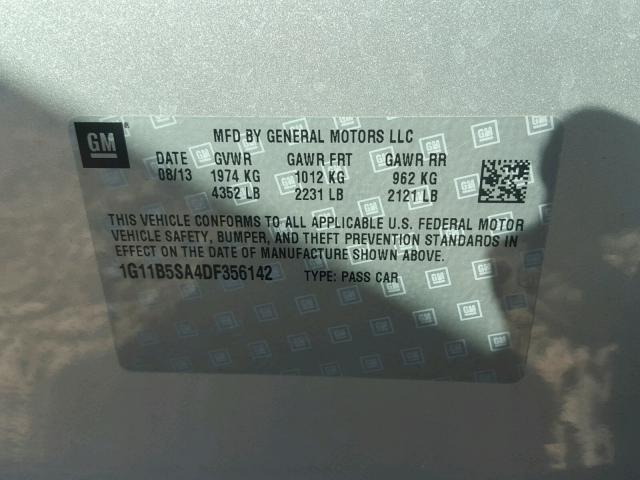 GM ®
MFD BY GENERAL MOTORS LLC
DATE GVWR GAWR FRT GAWR RR
08/13 1974 KG 1012 KG 962 KG
4352 LB 2231 LB 2121 LB
THIS VEHICLE CONFORMS TO ALL APPLICABLE U.S. FEDERAL MOTOR
VEHICLE SAFETY, BUMPER, AND THEFT PREVENTION STANDARDS IN
EFFECT ON THE DATE OF MANUFACTURE SHOWN ABOVE.
1G11B5SA4DF356142 TYPE: PASS CAR